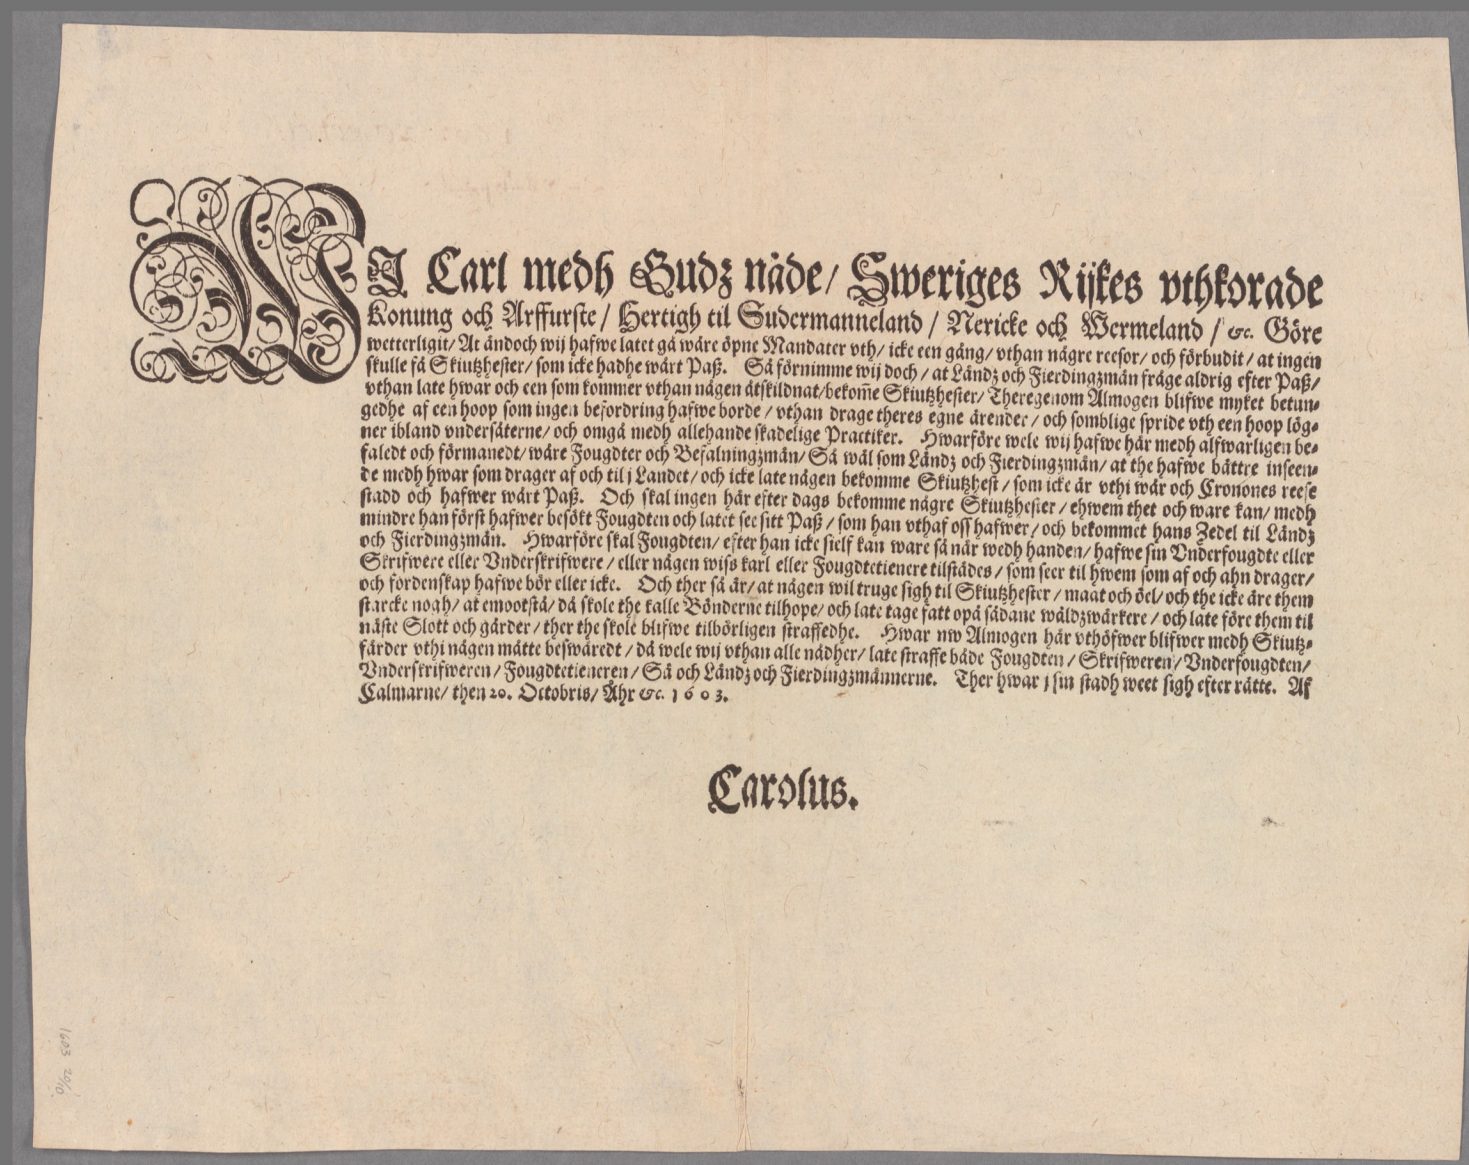 WJ Carl medh Gudz nåde/ Sweriges Rijkes vthkorade
Konung och Arffurste/ Hertigh til Sudermanneland/ Nericke och Wermeland/ &c. Göre
wetterligit/ At ändoch wij hafwe latet gå wåre öpne Mandater vth/ icke een gång/ vthan någre reesor/ och förbudit/ at ingen
skulle få Skiutzhester/ som icke hadhe wårt Paß. Så förnimme wij doch/ at Ländz och Fierdingzmän fråge aldrig efter Paß/
vthan late hwar och een som kommer vthan någen åtskildnat/ bekom̅e Skiutzhester/ Theregenom Almogen blifwe myket betun-
gedhe af een hoop som ingen befordring hafwe borde/ vthan drage theres egne ärender/ och somblige spride vth een hoop lög-
ner ibland vndersåterne/ och omgå medh allehande skadelige Practiker. Hwarföre wele wij hafwe här medh alfwarligen be-
faledt och förmanedt/ wåre Fougdter och Befalningzmän/ Så wäl som Ländz och Fierdingzmän/ at the hafwe bättre inseen-
de medh hwar som drager af och til j Landet/ och icke late någen bekomme Skiutzhest/ som icke är vthi wår och Cronones reese
stadd och hafwer wårt Paß. Och skal ingen här efter dags bekomme någre Skiutzhester/ ehwem thet och ware kan/ medh
mindre han först hafwer besökt Fougdten och latet see sitt Paß/ som han vthaf oss hafwer/ och bekommet hans Zedel til Ländz
och Fierdingzmän. Hwarföre skal Fougdten/ efter han icke sielf kan ware så när wedh handen/ hafwe sin Vnderfougdte eller
Skrifwere eller Vnderskrifwere/ eller någen wiss karl eller Fougdtetienere tilstädes/ som seer til hwem som af och ahn drager/
och fordenskap hafwe bör eller icke. Och ther så är/ at någen wil truge sigh til Skiutzhester/ maat och öel/ och the icke äre them
starcke nogh/ at emootstå/ då skole the kalle Bönderne tilhope/ och late tage fatt opå sådane wåldzwärkere/ och late före them til
näste Slott och gårder/ ther the skole blifwe tilbörligen straffedhe. Hwar nw Almogen här vthöfwer blifwer medh Skiutz-
färder vthi någen måtte beswäredt/ då wele wij vthan alle nådher/ late straffe både Fougdten/ Skrifweren/ Vnderfougdten/
Vnderskrifweren/ Fougdtetieneren/ Så och Ländz och Fierdingzmännerne. Ther hwar j sin stadh weet sigh efter rätte. Af
Calmarne/ then 20. Octobris/ Åhr &c. 1603.
Carolus.
1603 20/10